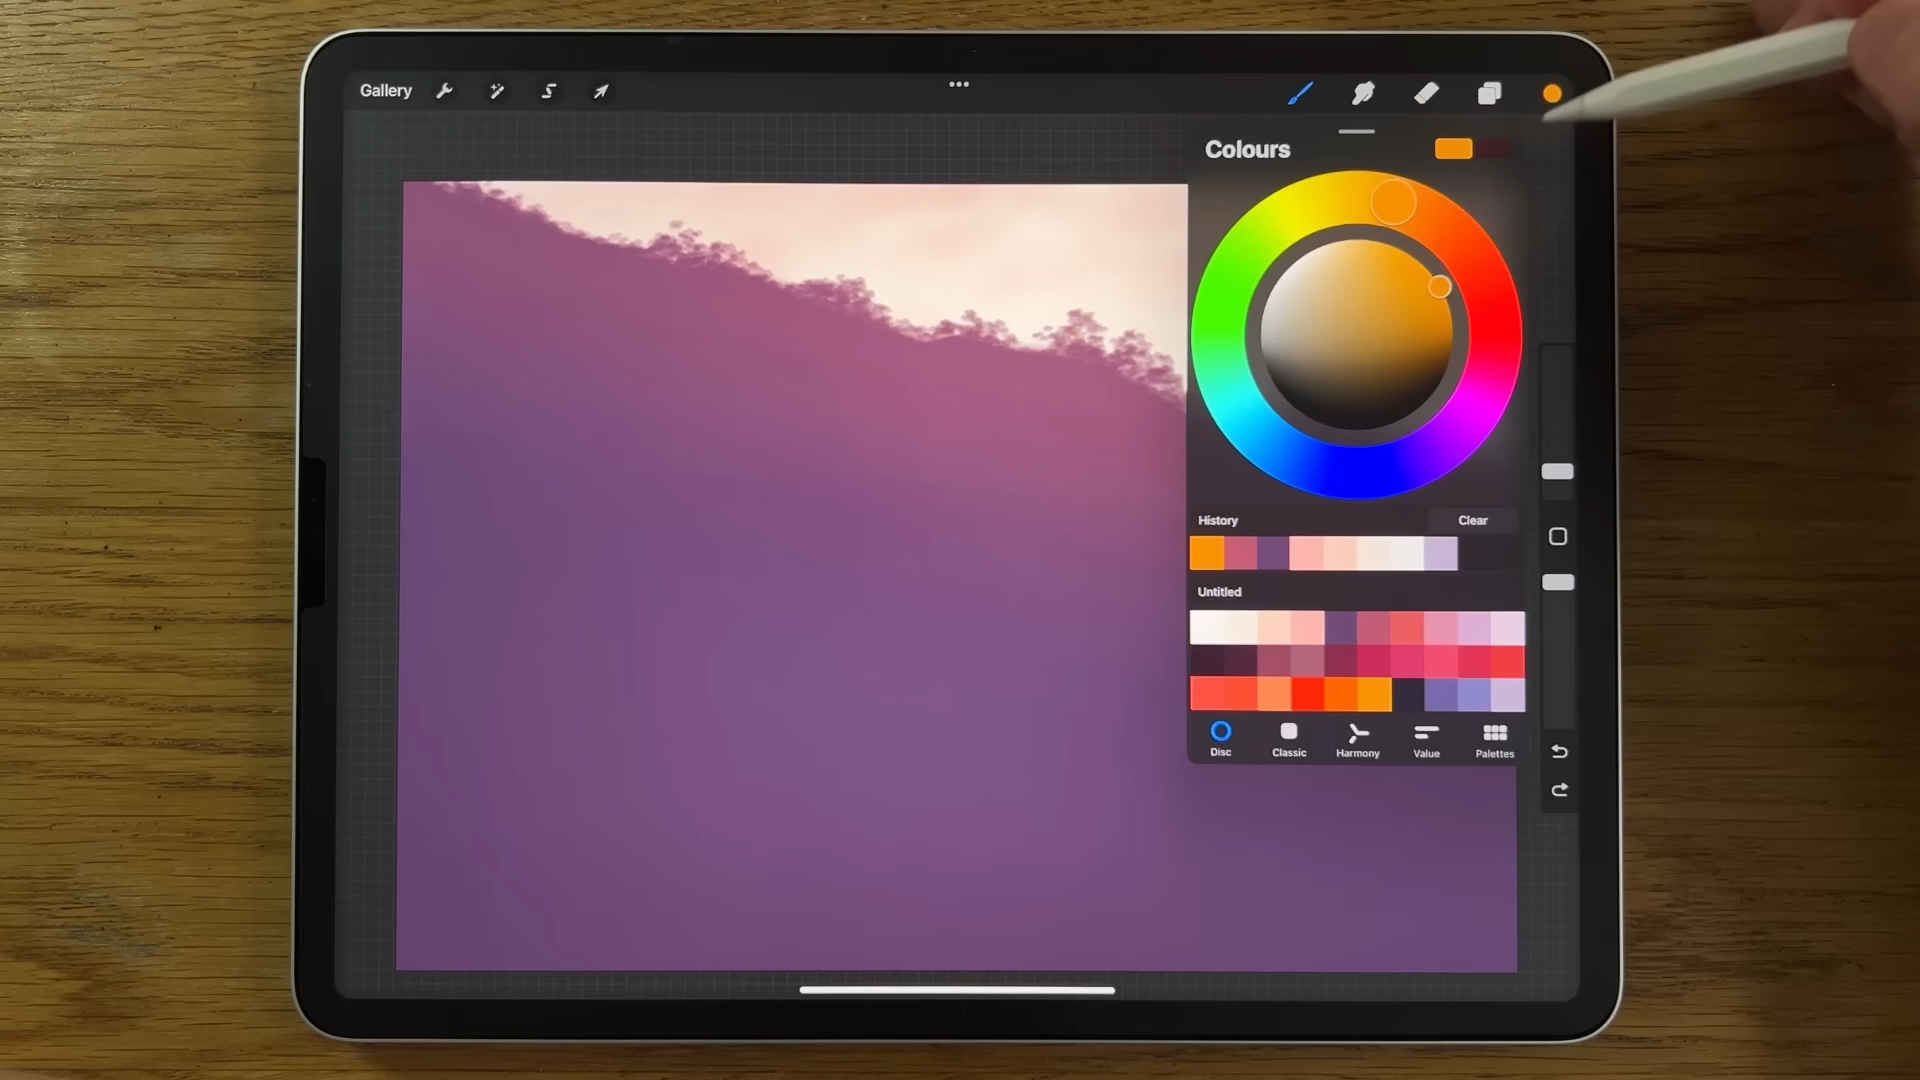 Gallery
Colours
History
Clear
Untitled
Disc
Classic
Harmony
Value
Palettes